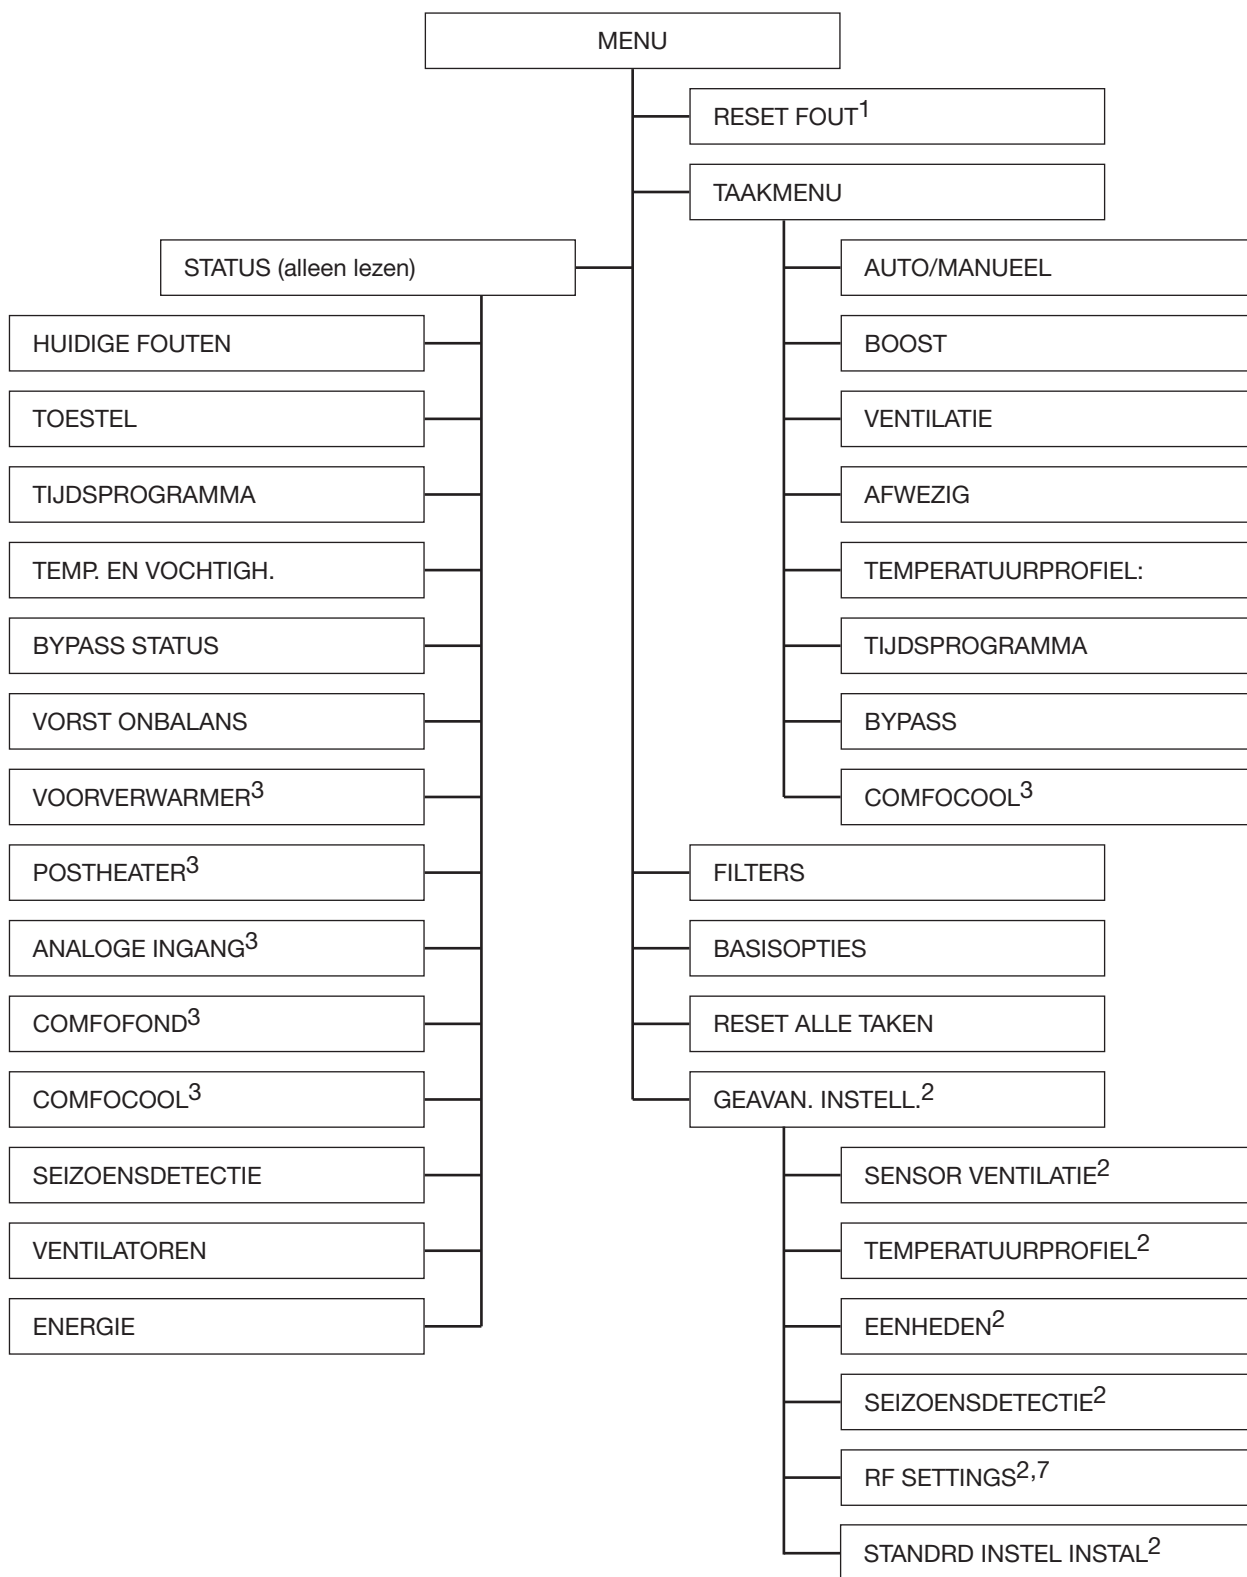 MENU
RESET FOUT¹
TAAKMENU
AUTO/MANUEEL
BOOST
VENTILATIE
AFWEZIG
TEMPERATUURPROFIEL:
TIJDSPROGRAMMA
BYPASS
COMFOCOOL³
STATUS (alleen lezen)
HUIDIGE FOUTEN
TOESTEL
TIJDSPROGRAMMA
TEMP. EN VOCHTIGH.
BYPASS STATUS
VORST ONBALANS
VOORVERWARMER³
POSTHEATER³
ANALOGE INGANG³
COMFOFOND³
COMFOCOOL³
SEIZOENSDETECTIE
VENTILATOREN
ENERGIE
FILTERS
BASISOPTIES
RESET ALLE TAKEN
GEAVAN. INSTELL.²
SENSOR VENTILATIE²
TEMPERATUURPROFIEL²
EENHEDEN²
SEIZOENSDETECTIE²
RF SETTINGS²,⁷
STANDRD INSTEL INSTAL²